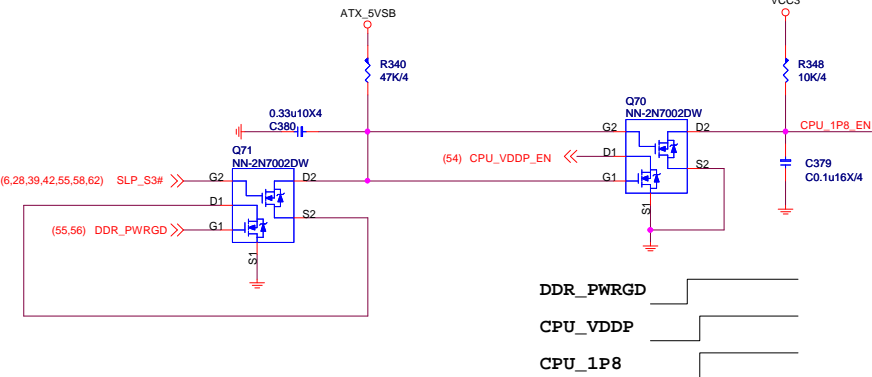 ATX_5VSB
VCC3
R340
47K/4
R348
10K/4
0.33u10X4
C380
Q70
NN-2N7002DW
G2
D2
CPU_1P8_EN
Q71
NN-2N7002DW
(54) CPU_VDDP_EN
D1
S2
C379
C0.1u16X/4
(6,28,39,42,55,58,62) SLP_S3#
G2
D2
G1
D1
S2
S1
(55,56) DDR_PWRGD
G1
S1
DDR_PWRGD
CPU_VDDP
CPU_1P8